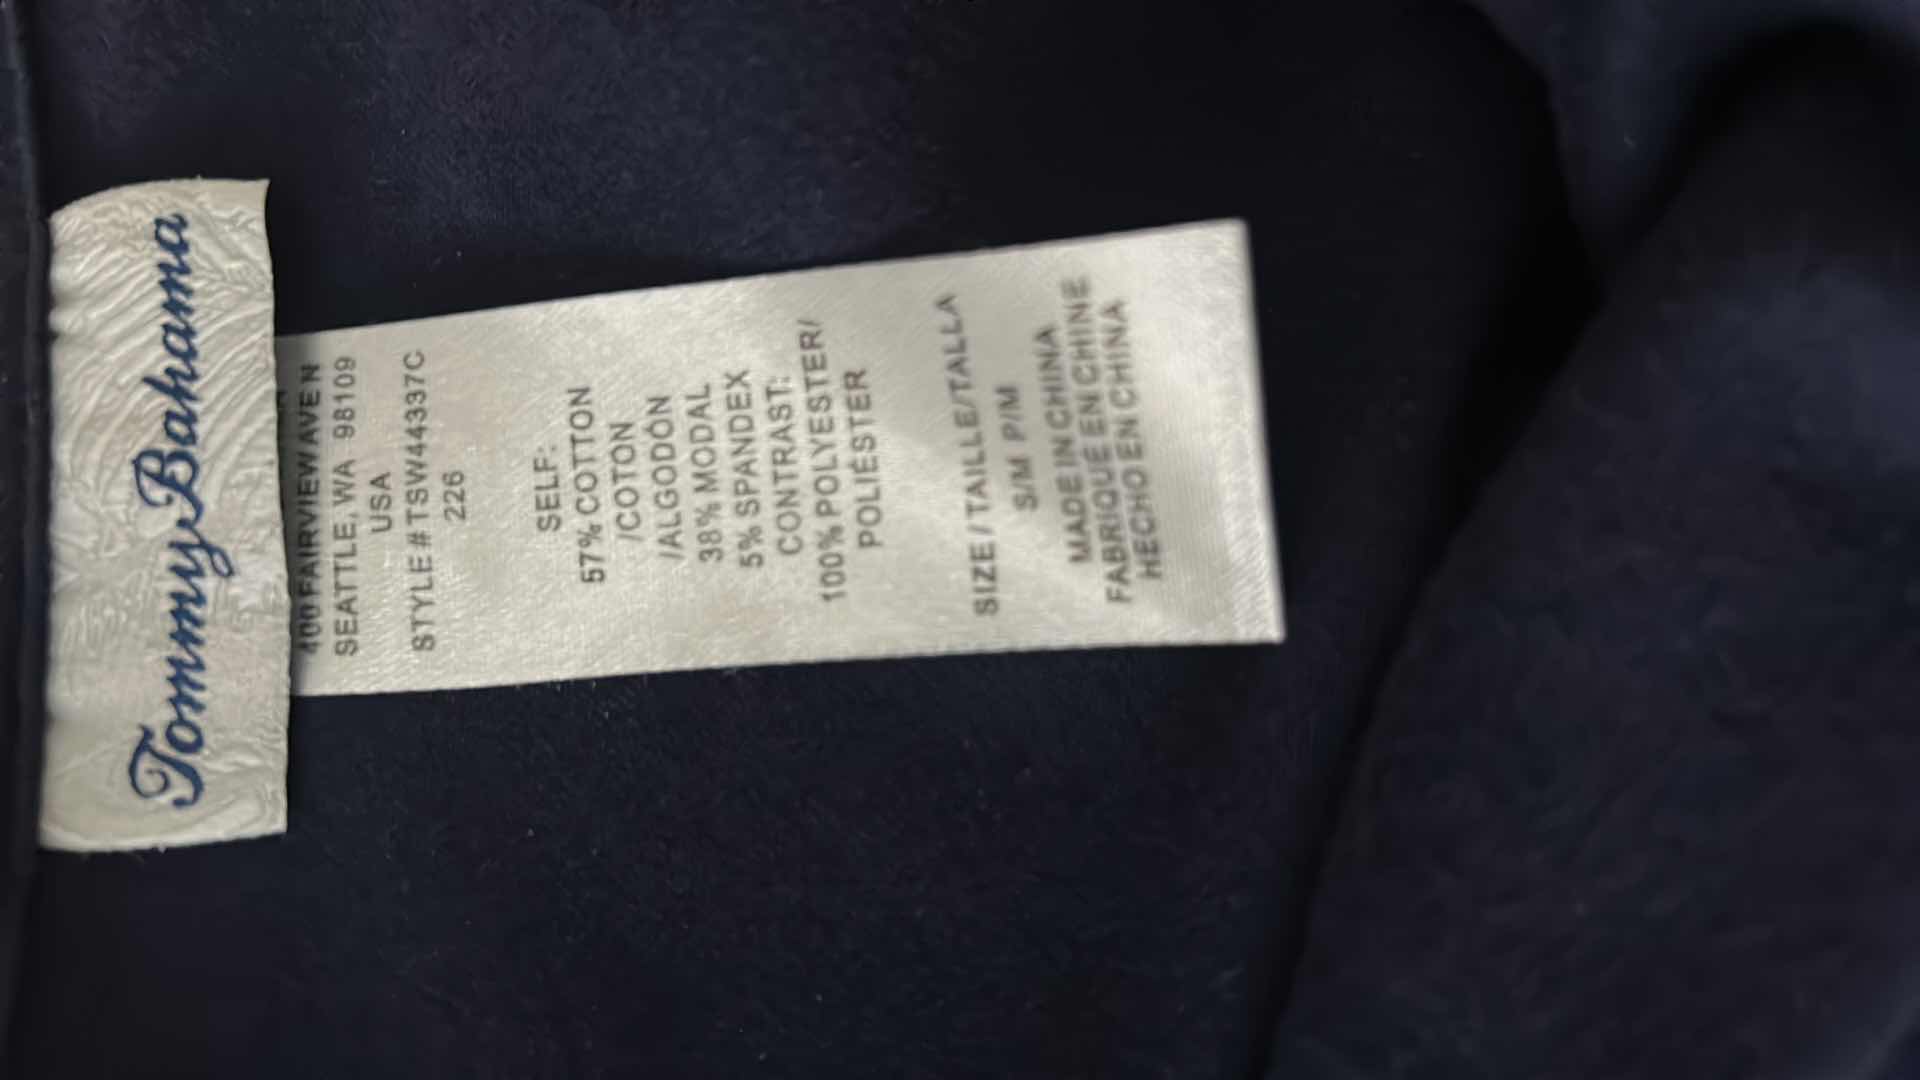 Tommy Bahama
400 FAIRVIEW AVE N
SEATTLE, WA 98109
USA
STYLE # TSW44337C
226
SELF:
57% COTTON
/COTON
/ALGODÓN
38% MODAL
5% SPANDEX
CONTRAST:
100% POLYESTER/
POLIÉSTER
SIZE / TAILLE/TALLA
S/M P/M
MADE IN CHINA
FABRIQUÉ EN CHINE
HECHO EN CHINA